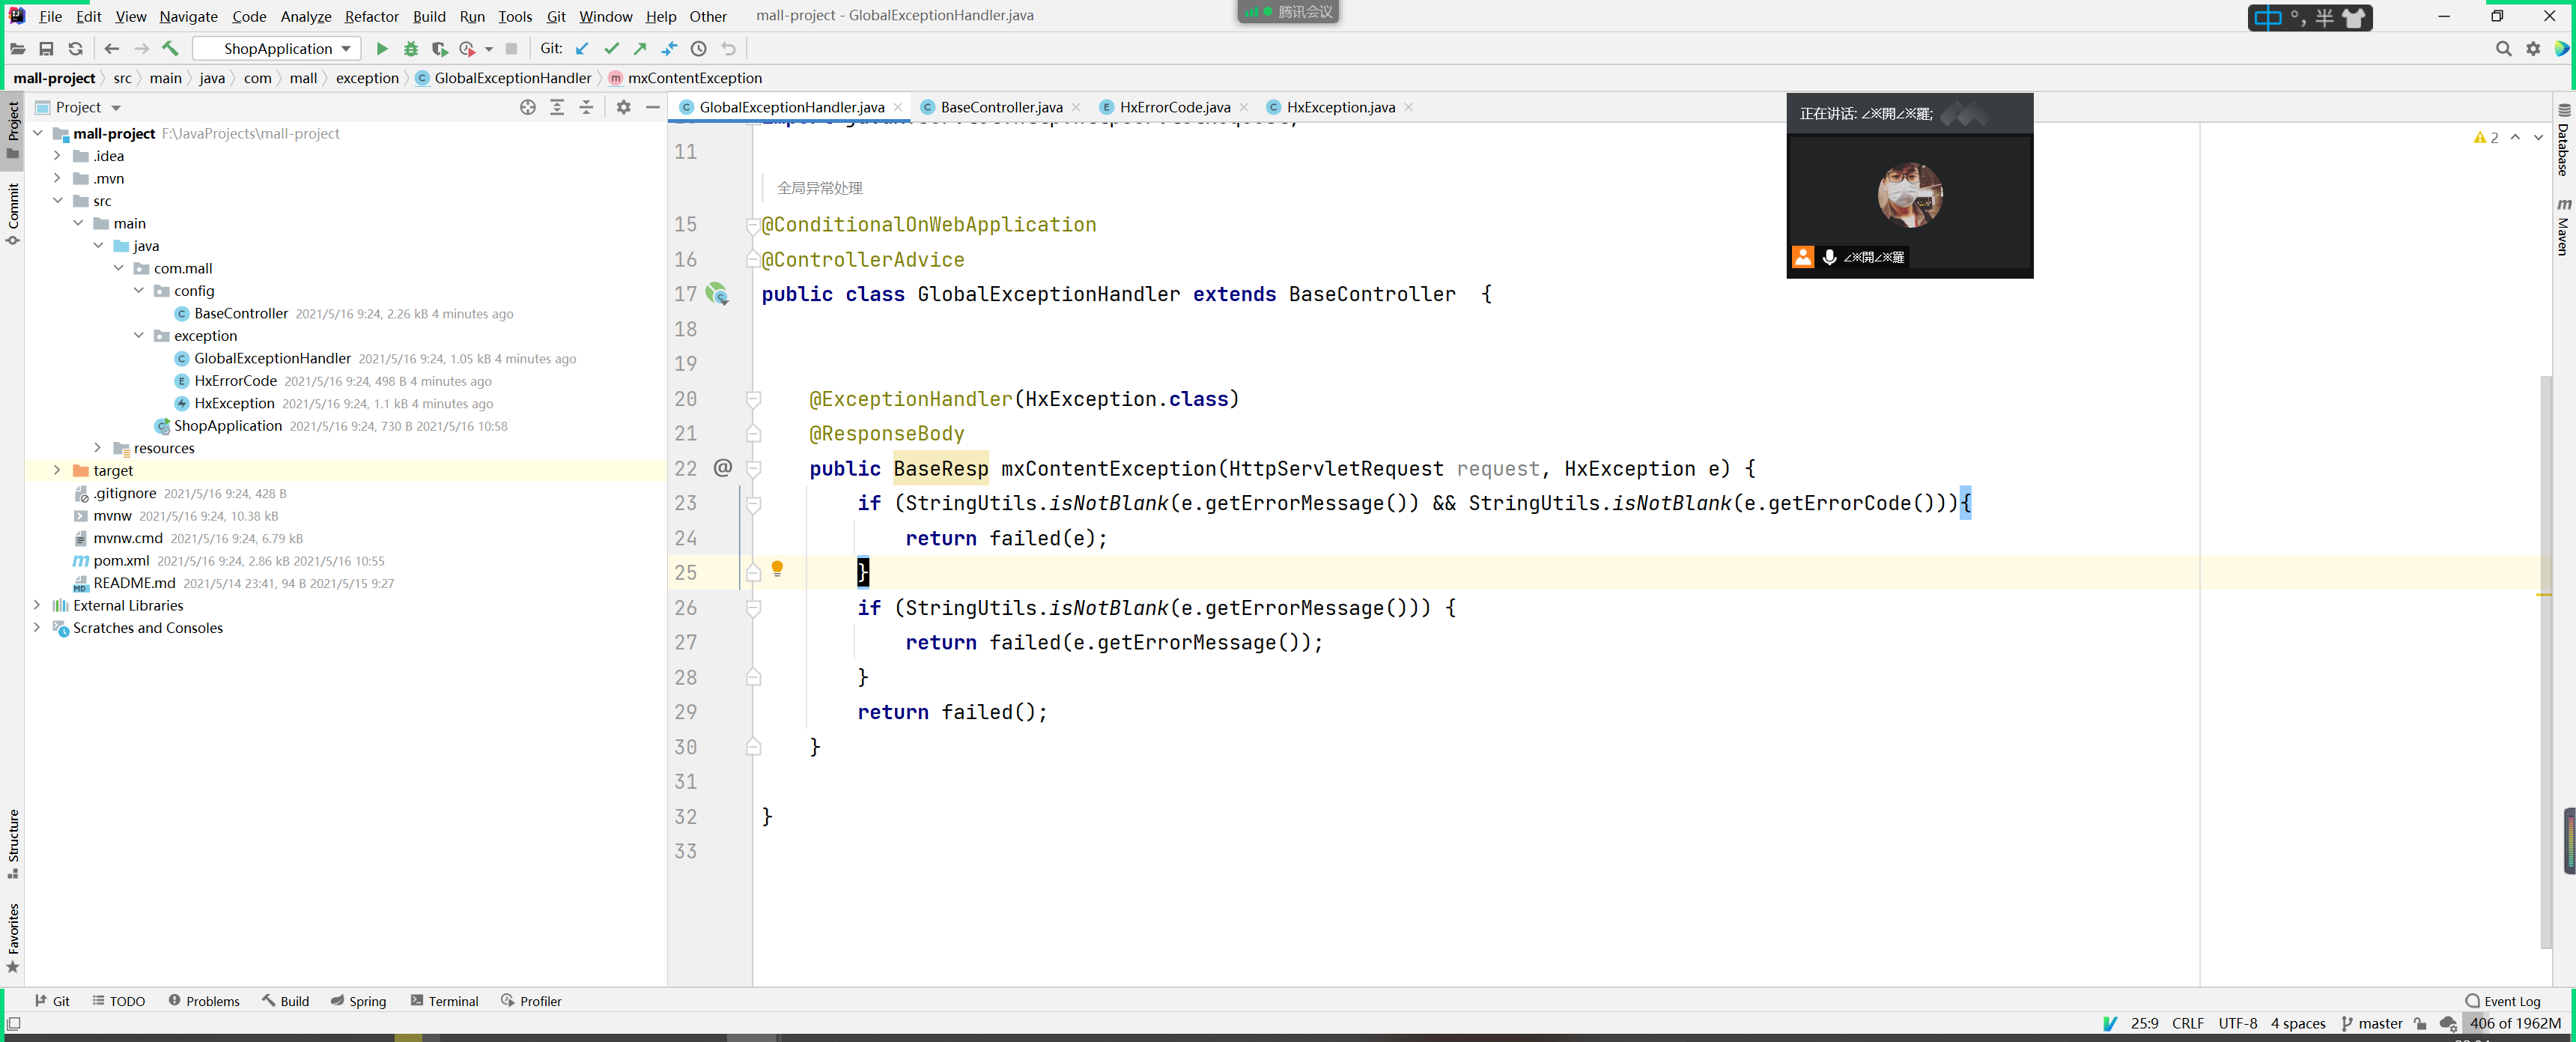 File Edit View Navigate Code Analyze Refactor Build Run Tools Git Window Help Other mall-project - GlobalExceptionHandler.java
腾讯会议
中 °, 半
ShopApplication Git:
mall-project src main java com mall exception GlobalExceptionHandler mxContentException
Project
GlobalExceptionHandler.java BaseController.java HxErrorCode.java HxException.java
mall-project F:\JavaProjects\mall-project
.idea
.mvn
src
main
java
com.mall
config
BaseController 2021/5/16 9:24, 2.26 kB 4 minutes ago
exception
GlobalExceptionHandler 2021/5/16 9:24, 1.05 kB 4 minutes ago
HxErrorCode 2021/5/16 9:24, 498 B 4 minutes ago
HxException 2021/5/16 9:24, 1.1 kB 4 minutes ago
ShopApplication 2021/5/16 9:24, 730 B 2021/5/16 10:58
resources
target
.gitignore 2021/5/16 9:24, 428 B
mvnw 2021/5/16 9:24, 10.38 kB
mvnw.cmd 2021/5/16 9:24, 6.79 kB
pom.xml 2021/5/16 9:24, 2.86 kB 2021/5/16 10:55
README.md 2021/5/14 23:41, 94 B 2021/5/15 9:27
External Libraries
Scratches and Consoles
Project
Commit
Structure
Favorites
11
全局异常处理
15 @ConditionalOnWebApplication
16 @ControllerAdvice
17 public class GlobalExceptionHandler extends BaseController {
18
19
20 @ExceptionHandler(HxException.class)
21 @ResponseBody
22 @ public BaseResp mxContentException(HttpServletRequest request, HxException e) {
23 if (StringUtils.isNotBlank(e.getErrorMessage()) && StringUtils.isNotBlank(e.getErrorCode())){
24 return failed(e);
25 }
26 if (StringUtils.isNotBlank(e.getErrorMessage())) {
27 return failed(e.getErrorMessage());
28 }
29 return failed();
30 }
31
32 }
33
正在讲话: ∠※開∠※羅;
∠※開∠※羅
2
Database
Maven
Git TODO Problems Build Spring Terminal Profiler Event Log
25:9 CRLF UTF-8 4 spaces master 406 of 1962M